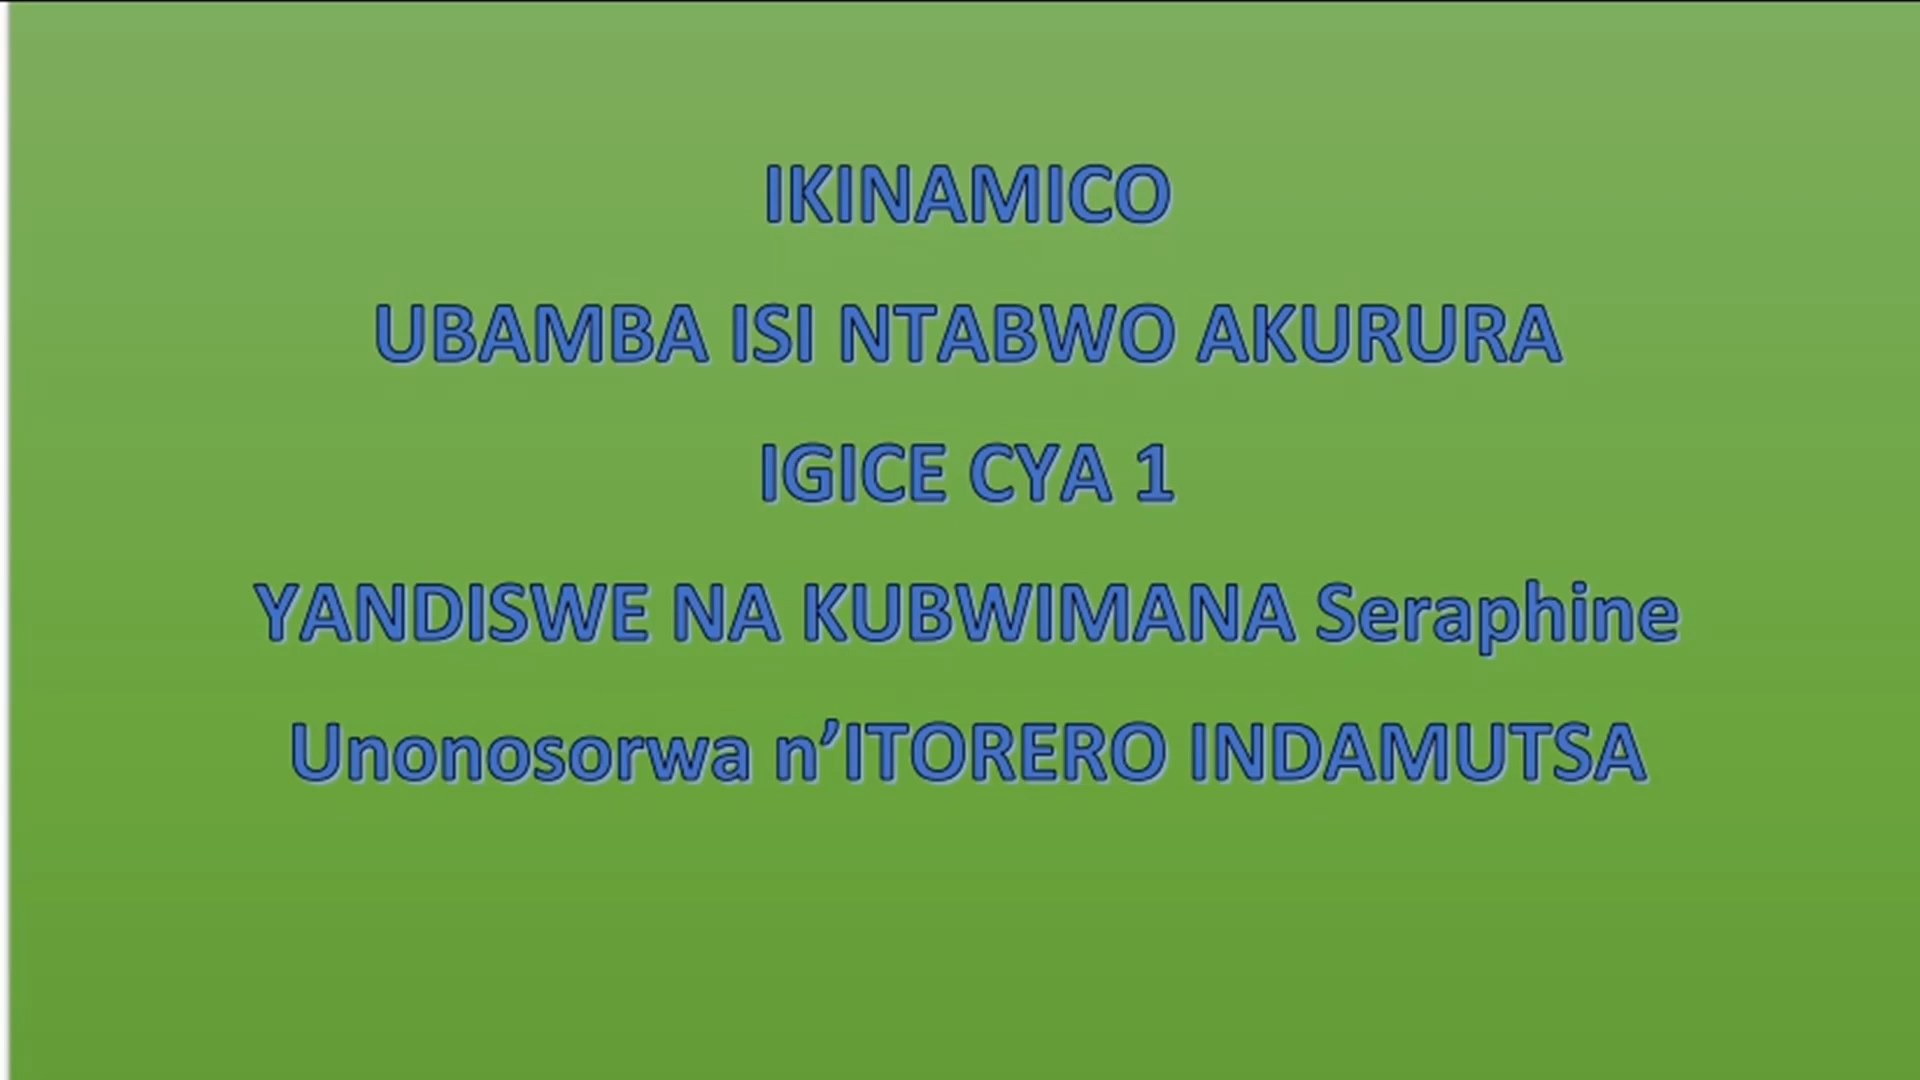 IKINAMICO
UBAMBA ISI NTABWO AKURURA
IGICE CYA 1
YANDISWE NA KUBWIMANA Seraphine
Unonosorwa n’ITORERO INDAMUTSA